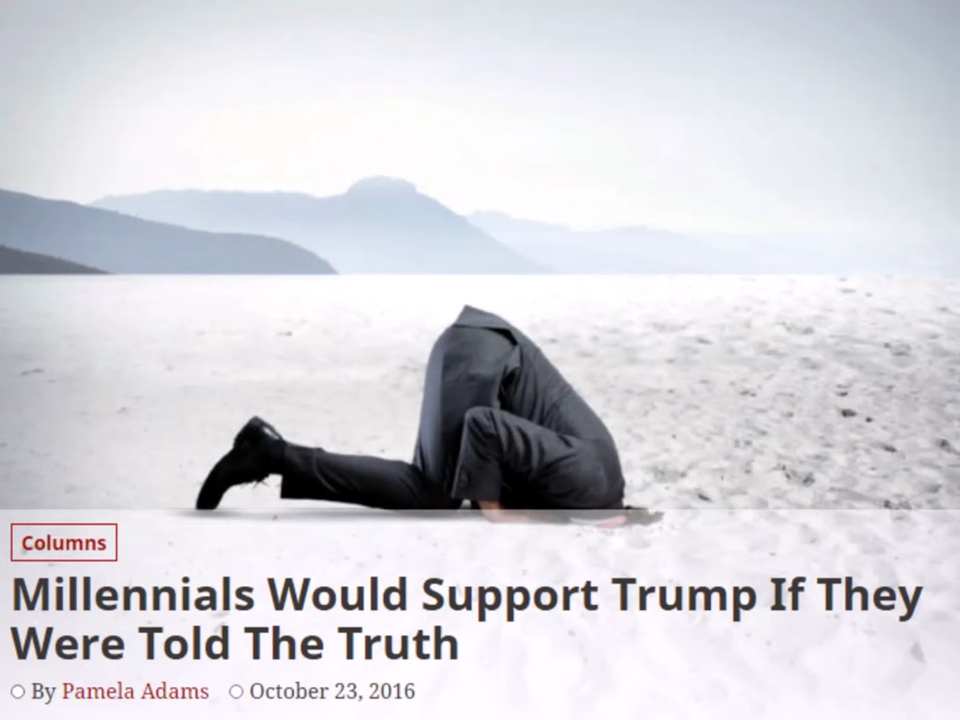 Columns
Millennials Would Support Trump If They
Were Told The Truth
By Pamela Adams October 23, 2016